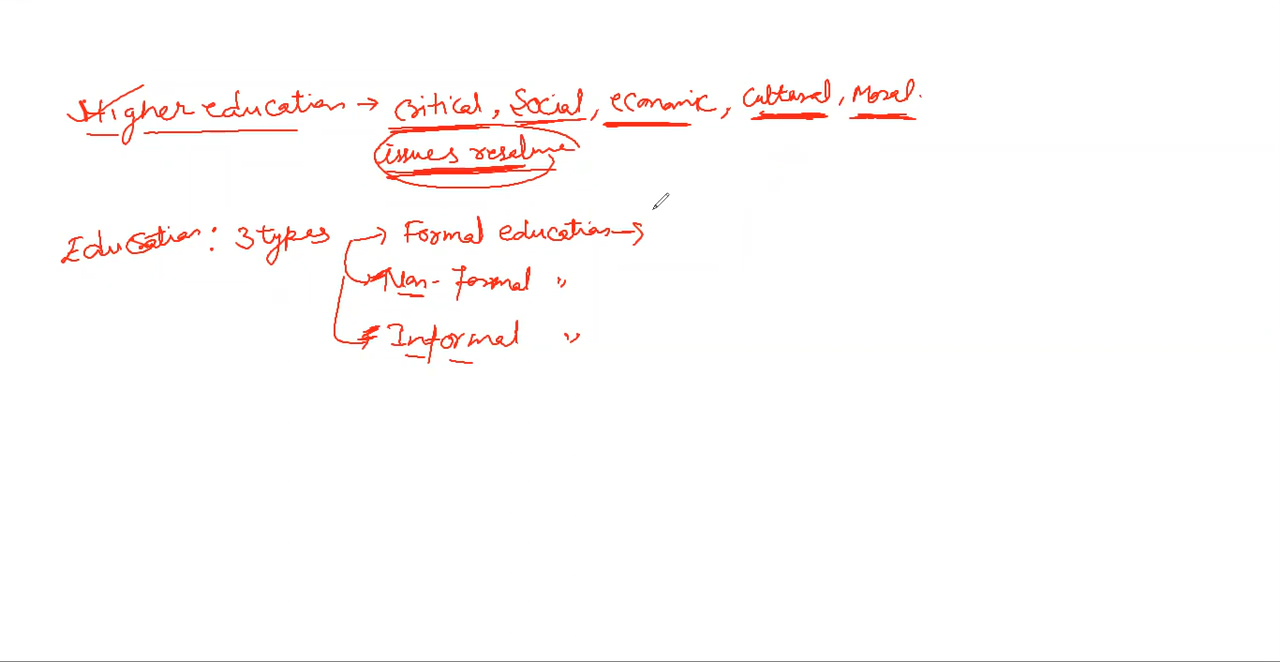 Higher education → critical, Social, economic, Cultural, Moral.
issues resolve
Education: 3 types → Formal education →
Non-Formal "
Informal "